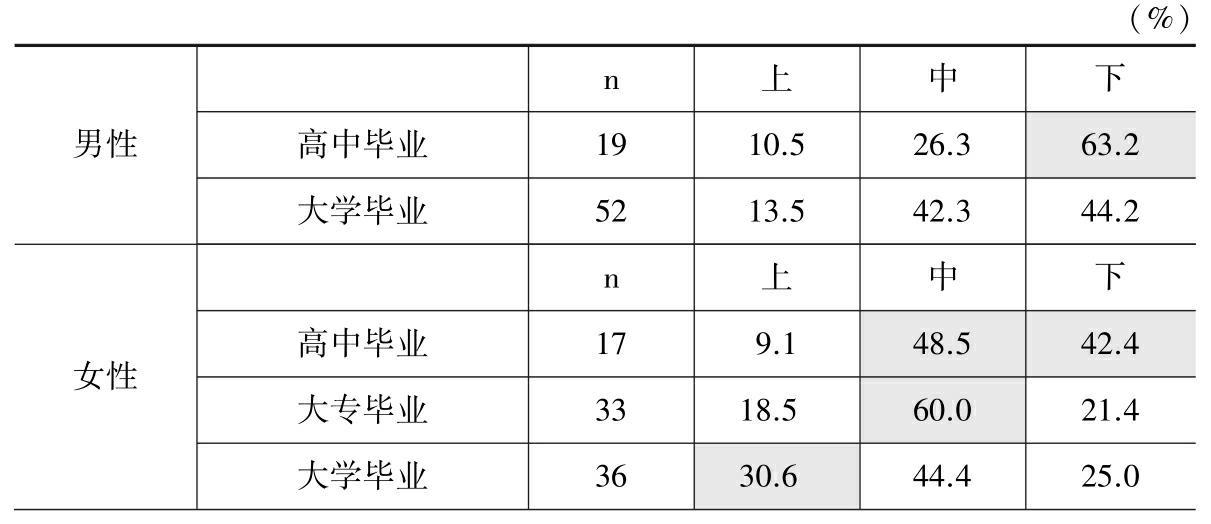 (%)
n 上 中 下
男性 高中毕业 19 10.5 26.3 63.2
大学毕业 52 13.5 42.3 44.2
n 上 中 下
高中毕业 17 9.1 48.5 42.4
女性 大专毕业 33 18.5 60.0 21.4
大学毕业 36 30.6 44.4 25.0